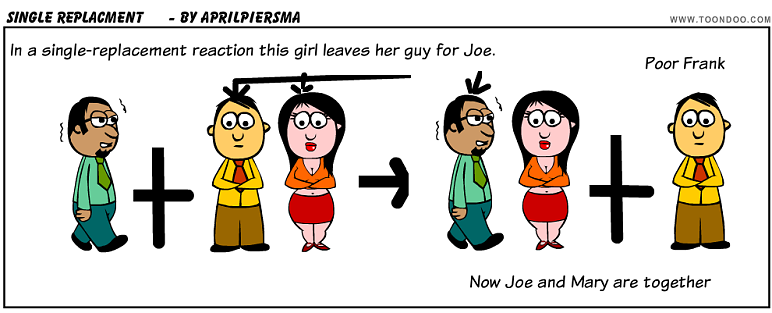 SINGLE REPLACMENT - BY APRILPIERSMA
WWW.TOONDOO.COM
In a single-replacement reaction this girl leaves her guy for Joe.
Poor Frank
Now Joe and Mary are together